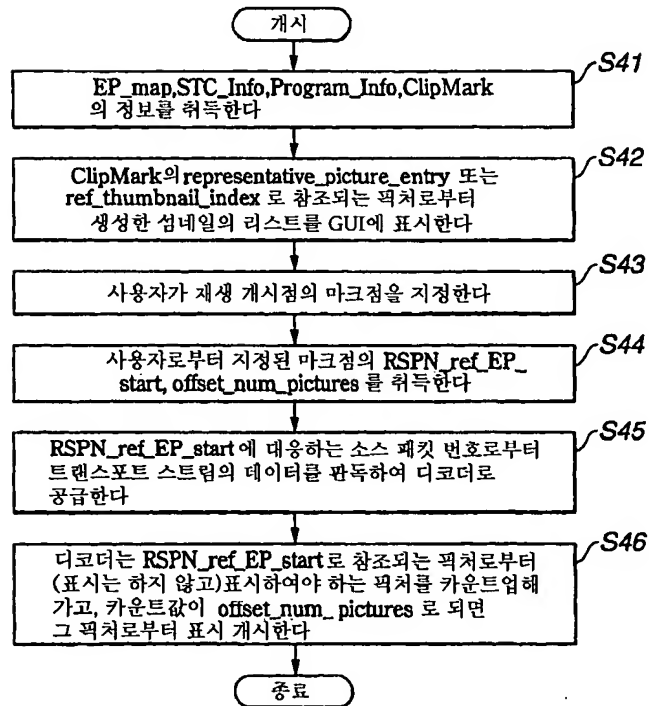 개시
S41
EP_map,STC_Info,Program_Info,ClipMark
의 정보를 취득한다
S42
ClipMark의 representative_picture_entry 또는
ref_thumbnail_index 로 참조되는 픽처로부터
생성한 섬네일의 리스트를 GUI에 표시한다
S43
사용자가 재생 개시점의 마크점을 지정한다
S44
사용자로부터 지정된 마크점의 RSPN_ref_EP_
start, offset_num_pictures 를 취득한다
S45
RSPN_ref_EP_start 에 대응하는 소스 패킷 번호로부터
트랜스포트 스트림의 데이터를 판독하여 디코더로
공급한다
S46
디코더는 RSPN_ref_EP_start로 참조되는 픽처로부터
(표시는 하지 않고)표시하여야 하는 픽처를 카운트업해
가고, 카운트값이 offset_num_ pictures 로 되면
그 픽처로부터 표시 개시한다
종료